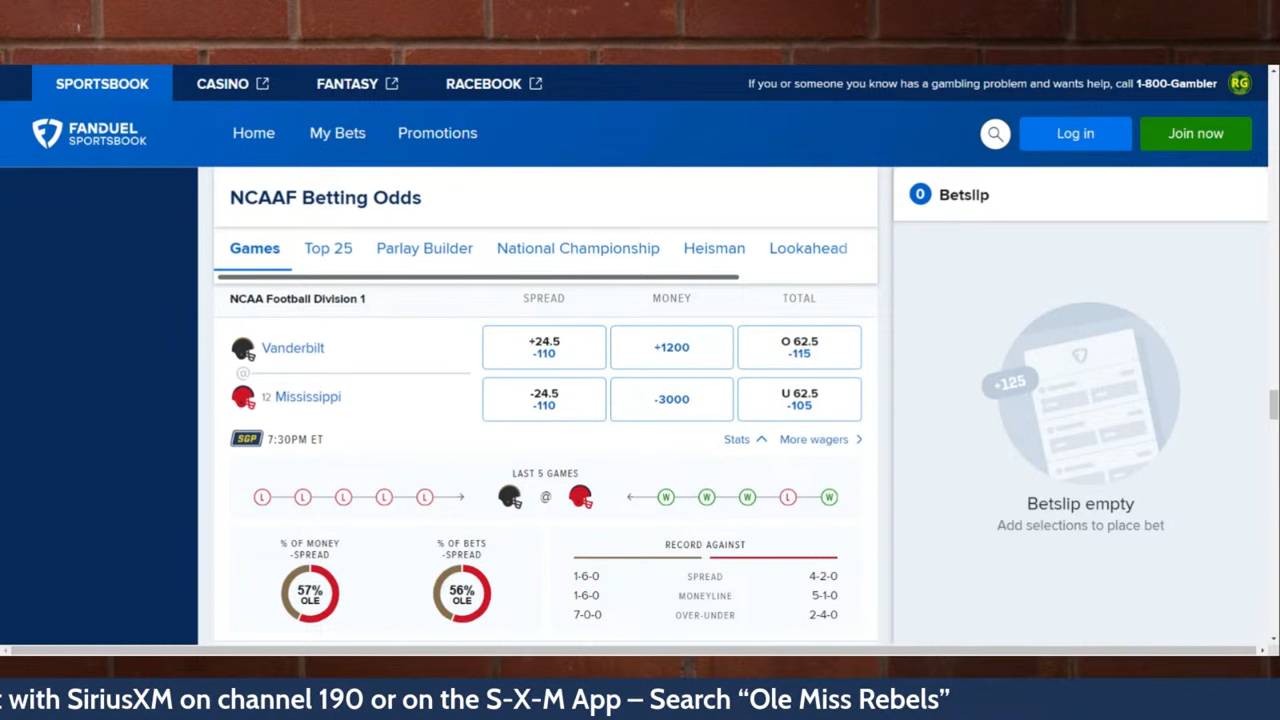 SPORTSBOOK CASINO FANTASY RACEBOOK If you or someone you know has a gambling problem and wants help, call 1-800-Gambler RG
FANDUEL
SPORTSBOOK
Home My Bets Promotions Log in Join now
NCAAF Betting Odds
0 Betslip
Games Top 25 Parlay Builder National Championship Heisman Lookahead
NCAA Football Division 1 SPREAD MONEY TOTAL
Vanderbilt +24.5 -110 +1200 O 62.5 -115
@
12 Mississippi -24.5 -110 -3000 U 62.5 -105
SGP 7:30PM ET Stats More wagers
LAST 5 GAMES
L L L L L @ W W W L W
% OF MONEY
-SPREAD
57%
OLE
% OF BETS
-SPREAD
56%
OLE
RECORD AGAINST
1-6-0 SPREAD 4-2-0
1-6-0 MONEYLINE 5-1-0
7-0-0 OVER-UNDER 2-4-0
+125
Betslip empty
Add selections to place bet
with SiriusXM on channel 190 or on the S-X-M App – Search “Ole Miss Rebels”